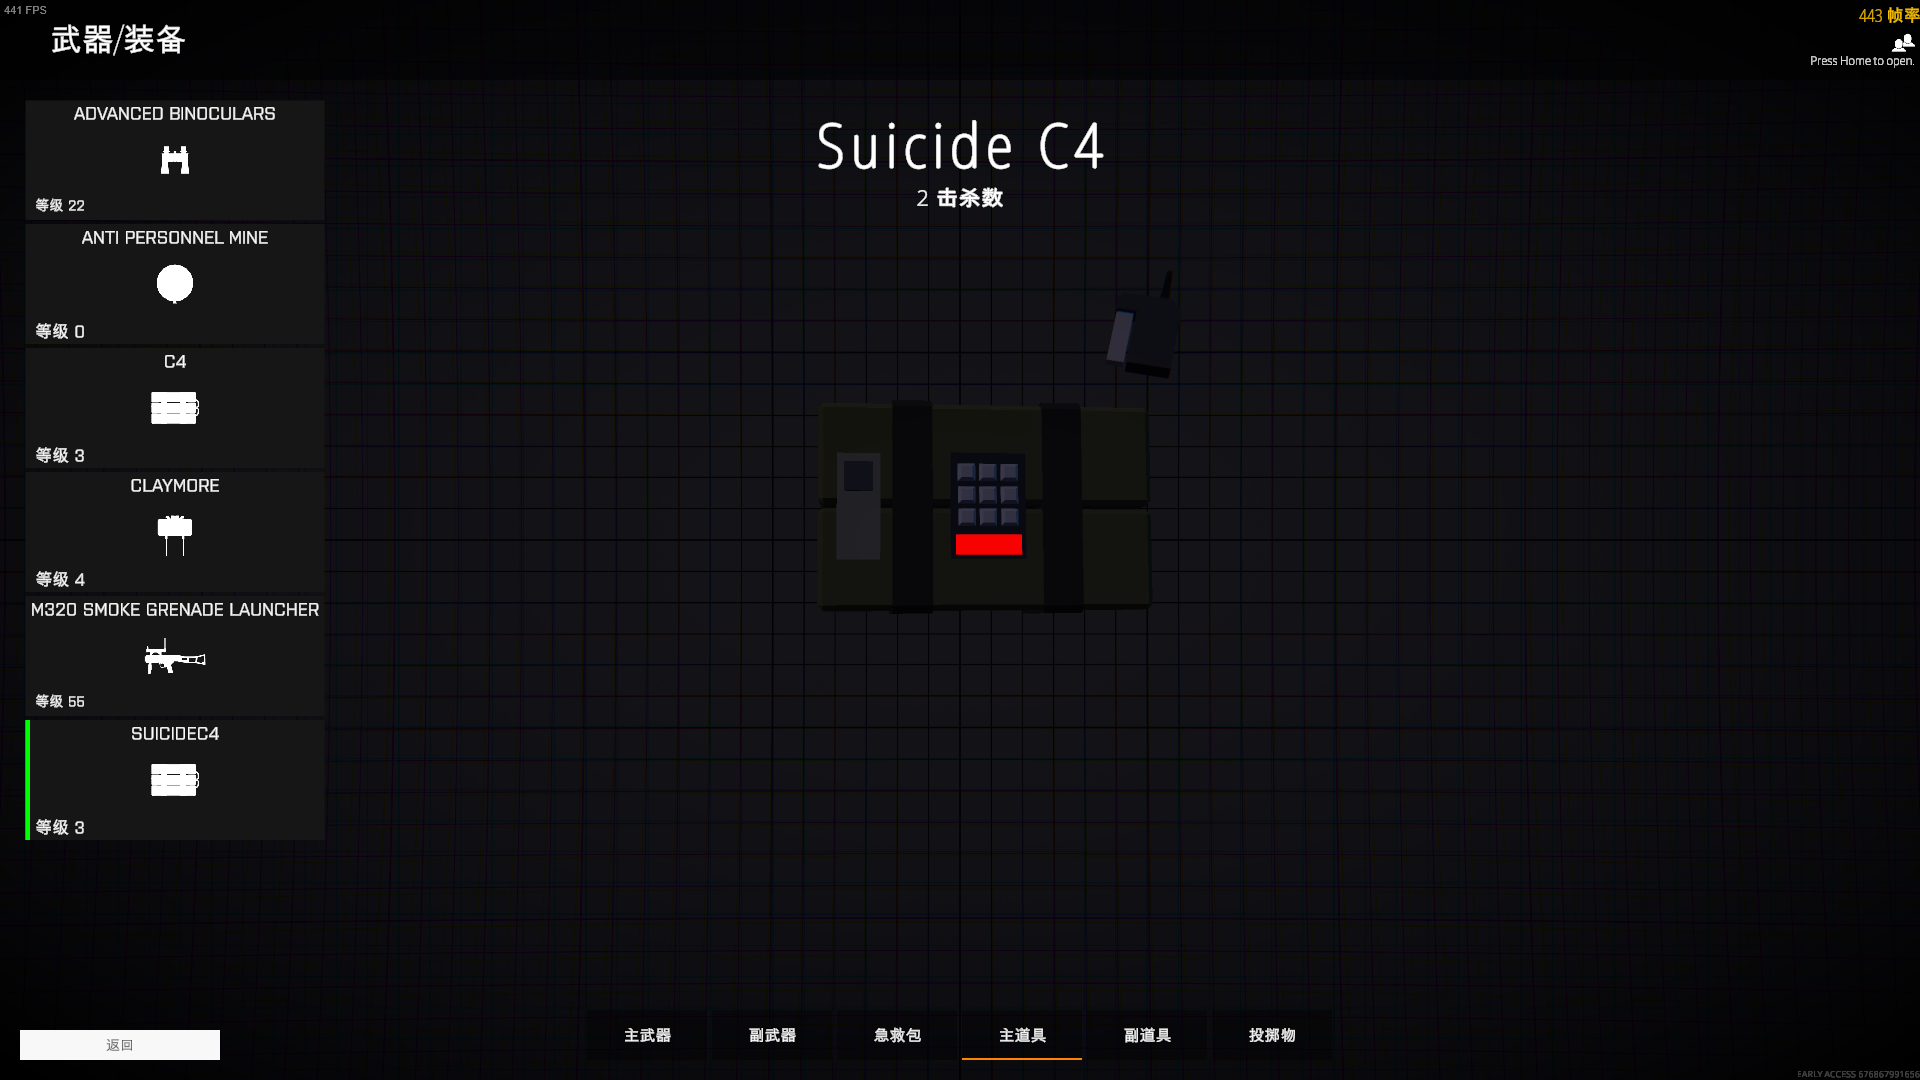 441 FPS
443 帧率
武器/装备
Press Home to open.
ADVANCED BINOCULARS
等级 22
ANTI PERSONNEL MINE
等级 0
C4
等级 3
CLAYMORE
等级 4
M320 SMOKE GRENADE LAUNCHER
等级 55
SUICIDEC4
等级 3
Suicide C4
2 击杀数
主武器
副武器
急救包
主道具
副道具
投掷物
返回
EARLY ACCESS 676867991656